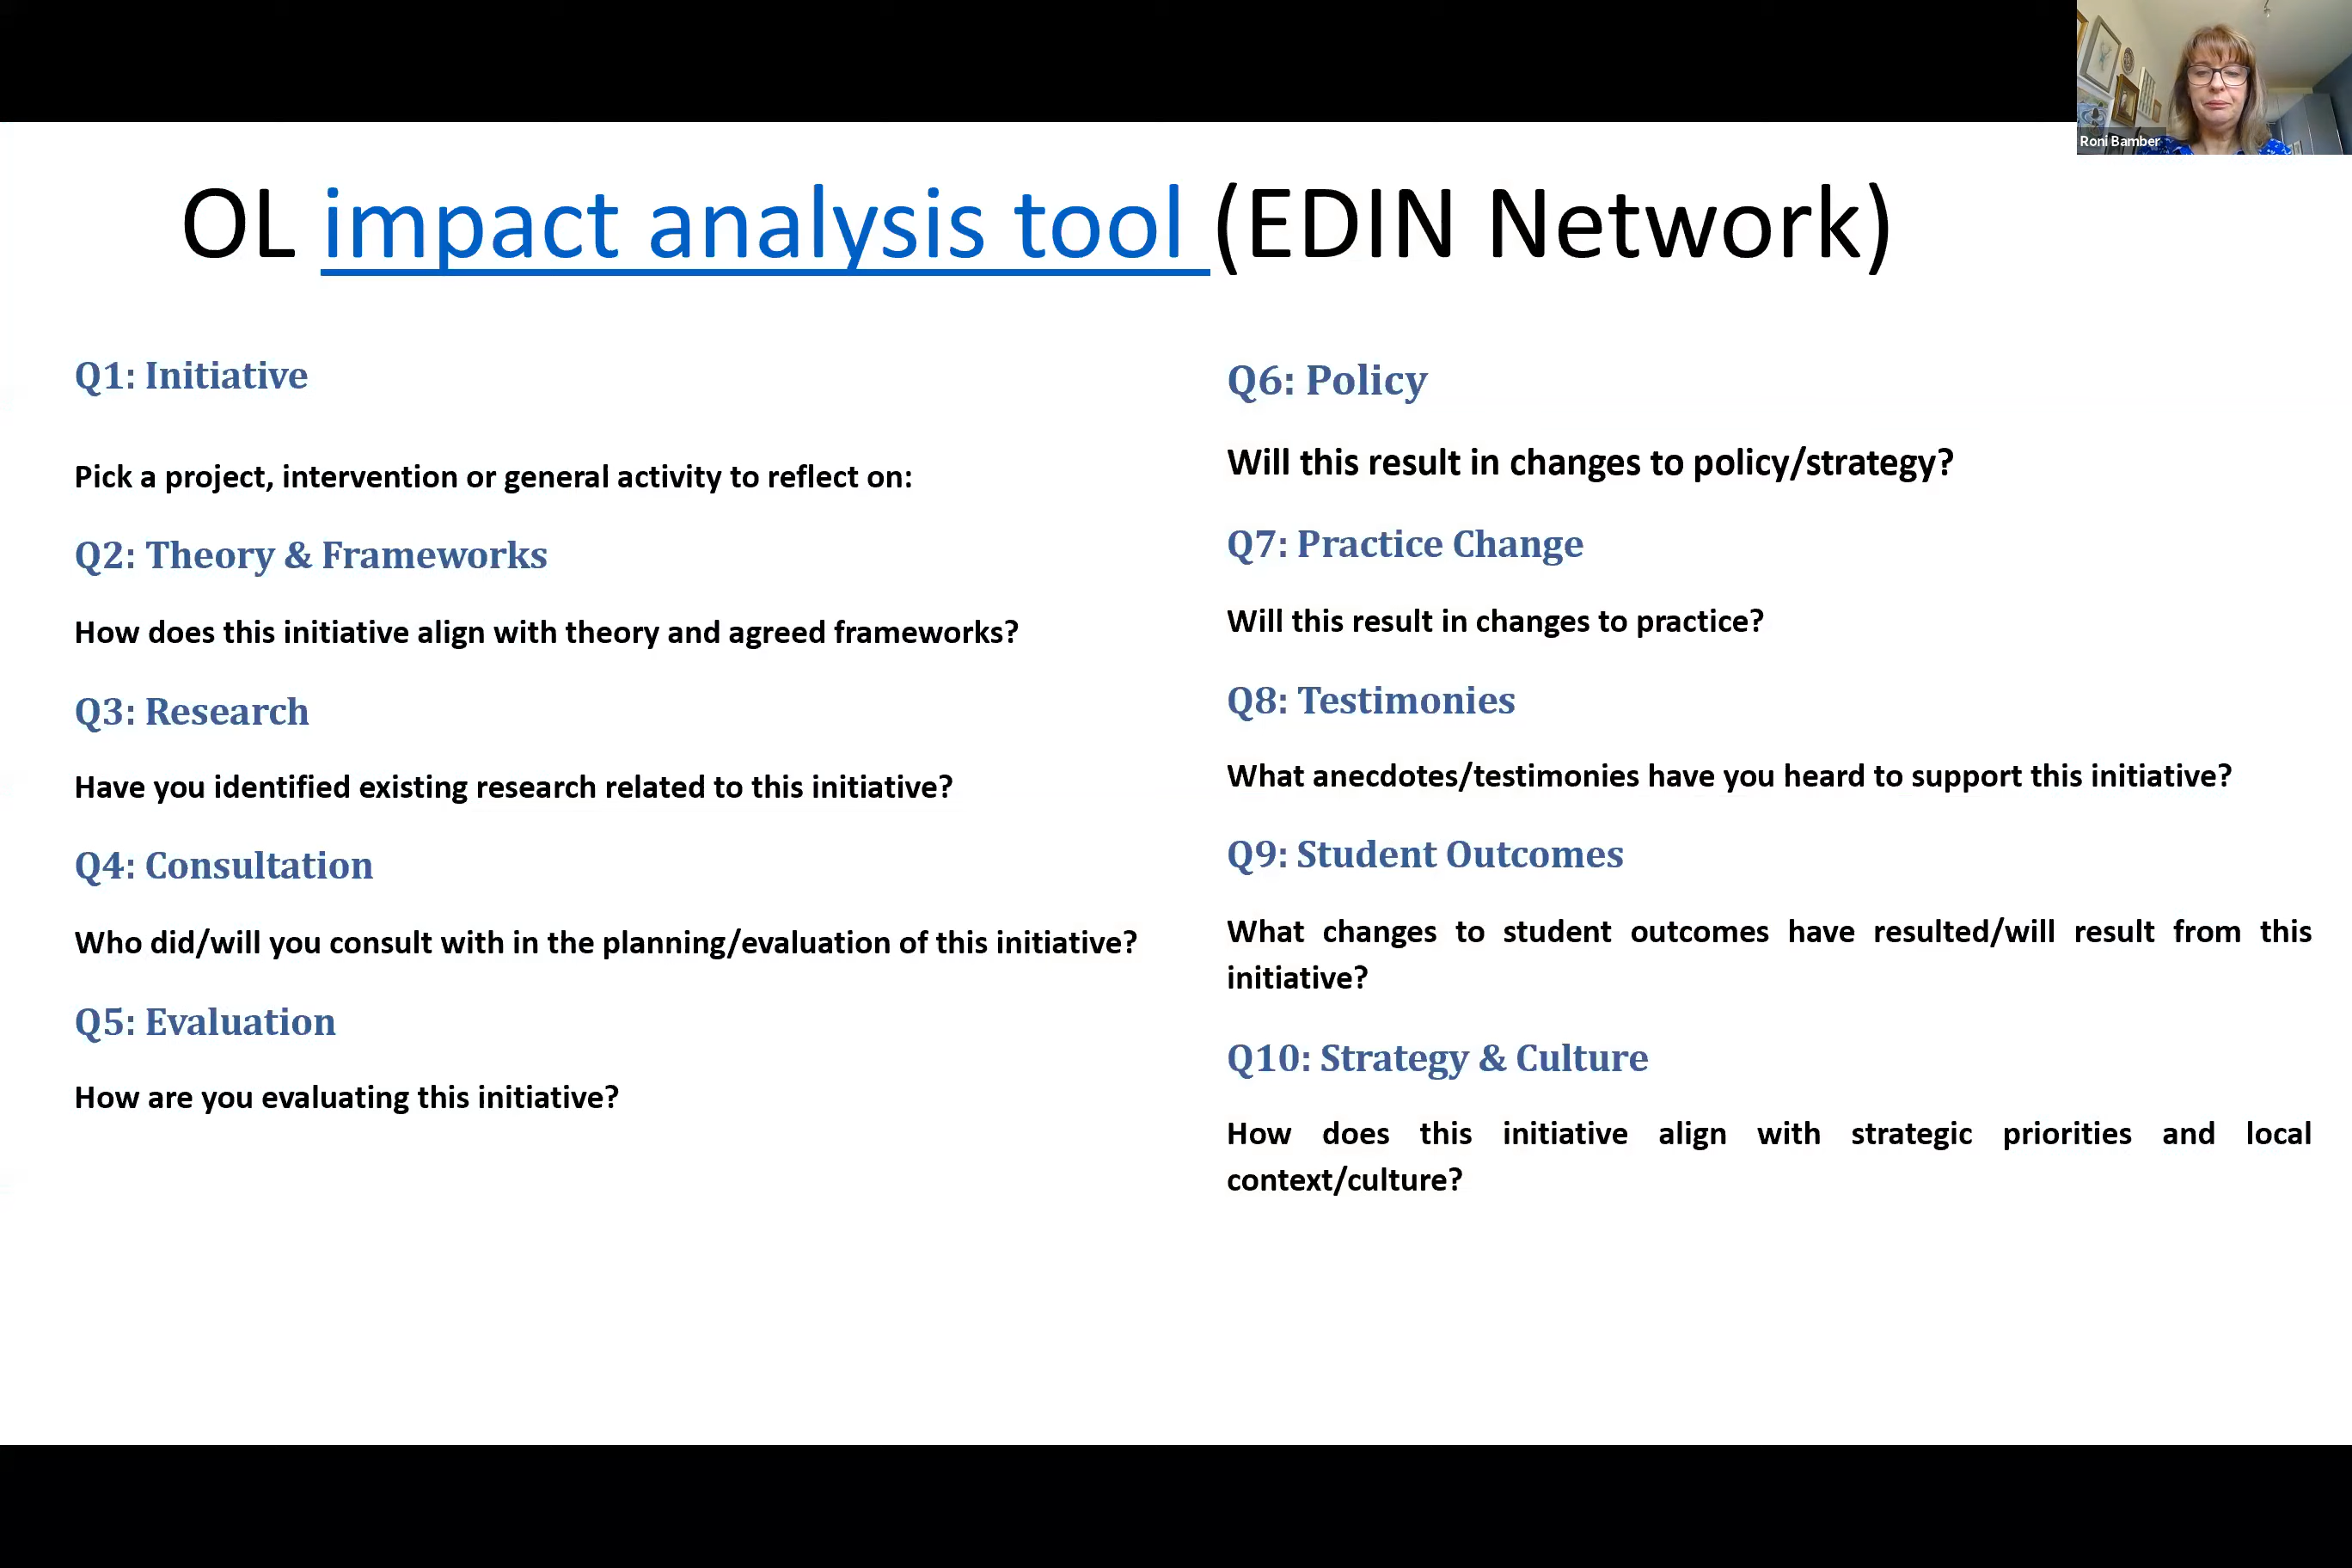 Roni Bamber
OL impact analysis tool (EDIN Network)
Q1: Initiative
Pick a project, intervention or general activity to reflect on:
Q2: Theory & Frameworks
How does this initiative align with theory and agreed frameworks?
Q3: Research
Have you identified existing research related to this initiative?
Q4: Consultation
Who did/will you consult with in the planning/evaluation of this initiative?
Q5: Evaluation
How are you evaluating this initiative?
Q6: Policy
Will this result in changes to policy/strategy?
Q7: Practice Change
Will this result in changes to practice?
Q8: Testimonies
What anecdotes/testimonies have you heard to support this initiative?
Q9: Student Outcomes
What changes to student outcomes have resulted/will result from this
initiative?
Q10: Strategy & Culture
How does this initiative align with strategic priorities and local
context/culture?